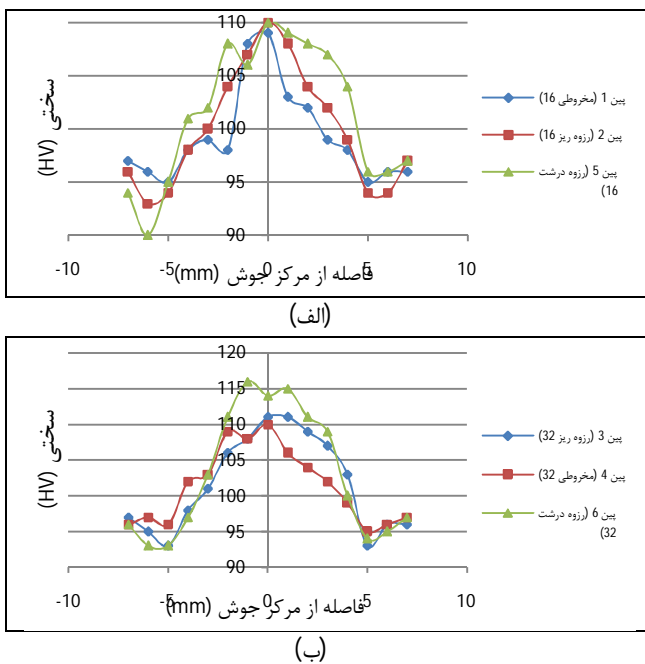 110
105
100
95
90
-10
-5
0
5
10
سختی (HV)
فاصله از مرکز جوش (mm)
پین 1 (مخروطی 16)
پین 2 (رزوه ریز 16)
پین 5 (رزوه درشت
16)
(الف)
120
115
110
105
100
95
90
-10
-5
0
5
10
سختی (HV)
فاصله از مرکز جوش (mm)
پین 3 (رزوه ریز 32)
پین 4 (مخروطی 32)
پین 6 (رزوه درشت
32)
(ب)